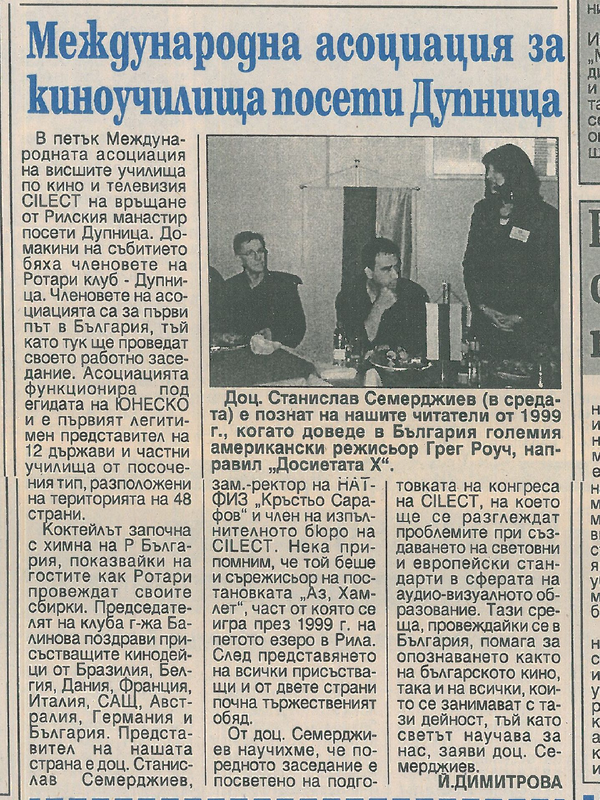 Международна асоциация за
киноучилища посети Дупница
В петък Междуна-
родната асоциация
на висшите училища
по кино и телевизия
CILECT на връщане
от Рилския манастир
посети Дупница. До-
макини на събитието
бяха членовете на
Ротари клуб - Дупни-
ца. Членовете на асо-
циацията са за първи
път в България, тъй
като тук ще проведат
своето работно засе-
дание. Асоциацията
функционира под
егидата на ЮНЕСКО
и е първият легити-
мен представител на
12 държави и частни
училища от посоче-
ния тип, разположени
на територията на 48
страни.
Коктейлът започна
с химна на Р Бълга-
рия, показвайки на
гостите как Ротари
провеждат своите
сбирки. Председате-
лят на клуба г-жа Ба-
линова поздрави при-
състващите кинодей-
ци от Бразилия, Бел-
гия, Дания, Франция,
Италия, САЩ, Авст-
ралия, Германия и
България. Предста-
вител на нашата
страна е доц. Станис-
лав Семерджиев,
Доц. Станислав Семерджиев (в среда-
та) е познат на нашите читатели от 1999
г., когато доведе в България големия
американски режисьор Грег Роуч, нап-
равил „Досиетата Х“.
зам.-ректор на НАТ-
ФИЗ „Кръстьо Сара-
фов“ и член на изпъл-
нителното бюро на
CILECT. Нека при-
помним, че той беше
и сърежисьор на пос-
тановката „Аз, Хам-
лет“, част от която се
игра през 1999 г. на
петото езеро в Рила.
След представянето
на всички присъства-
щи и от двете страни
почна тържественият
обяд.
От доц. Семерджи-
ев научихме, че по-
редното заседание е
посветено на подго-
товката на конгреса
на CILECT, на което
ще се разглеждат
проблемите при съз-
даването на световни
и европейски стан-
дарти в сферата на
аудио-визуалното об-
разование. Тази сре-
ща, провеждайки се в
България, помага за
опознаването както
на българското кино,
така и на всички, кои-
то се занимават с та-
зи дейност, тъй като
светът научава за
нас, заяви доц. Се-
мерджиев.
Й.ДИМИТРОВА